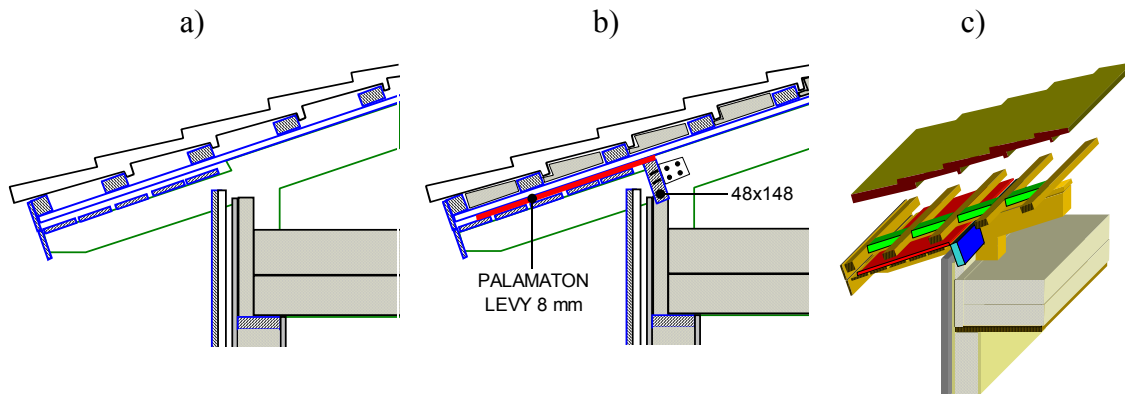 a)
b)
c)
48x148
PALAMATON
LEVY 8 mm